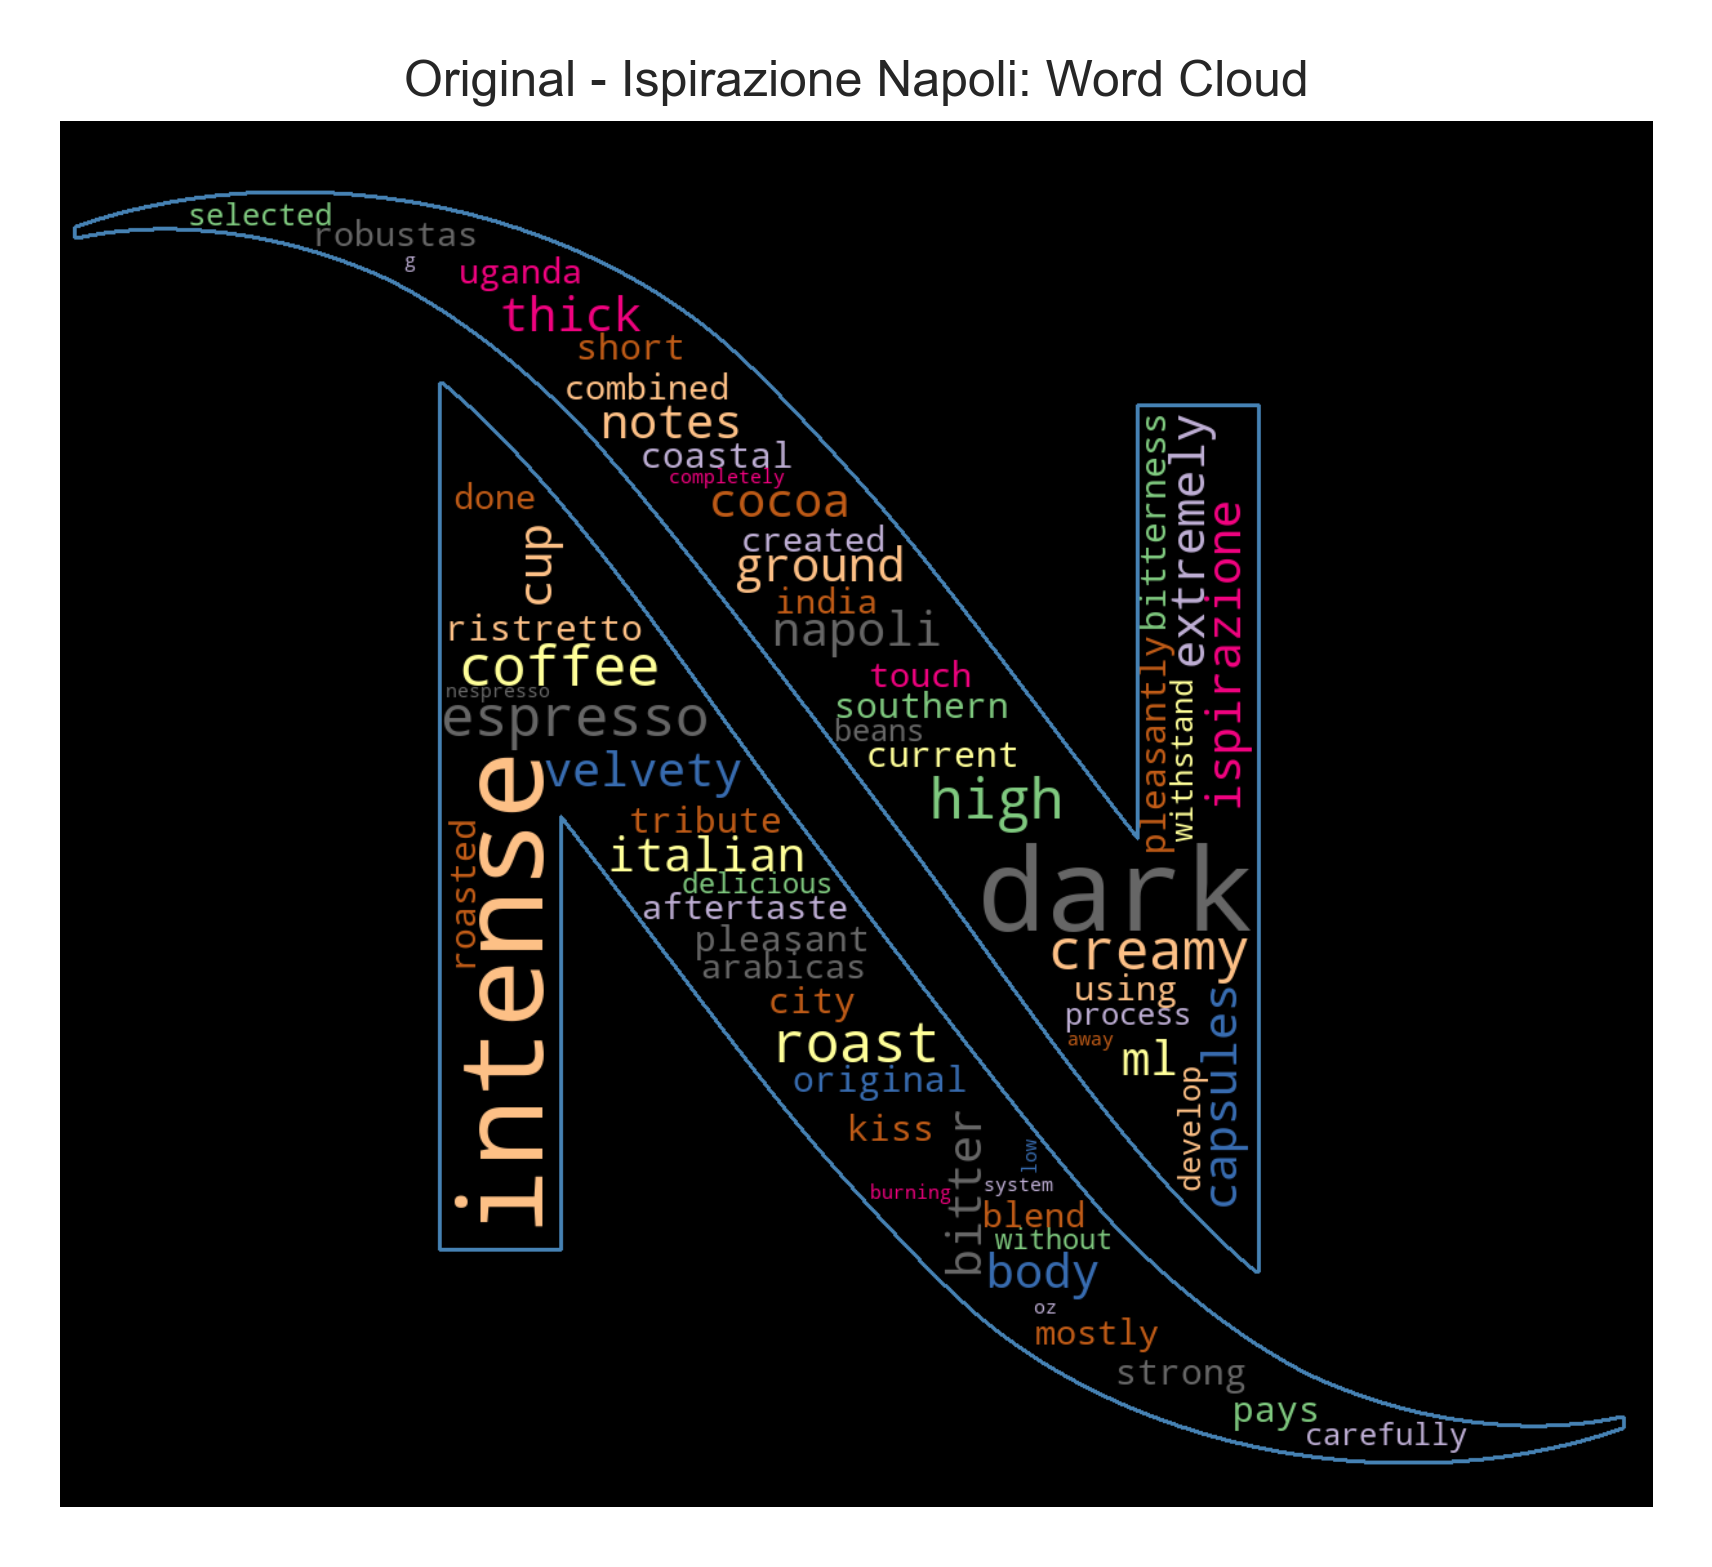 Original - Ispirazione Napoli: Word Cloud
selected
robustas
g
uganda
thick
short
combined
notes
coastal
completely
cocoa
created
ground
india
napoli
touch
southern
beans
current
high
dark
creamy
using
process
away
ml
develop
capsules
bitterness
extremely
ispirazione
pleasantly
withstand
done
cup
ristretto
coffee
nespresso
espresso
velvety
intense
roasted
tribute
italian
delicious
aftertaste
pleasant
arabicas
city
roast
original
kiss
bitter
low
burning
system
blend
without
body
oz
mostly
strong
pays
carefully